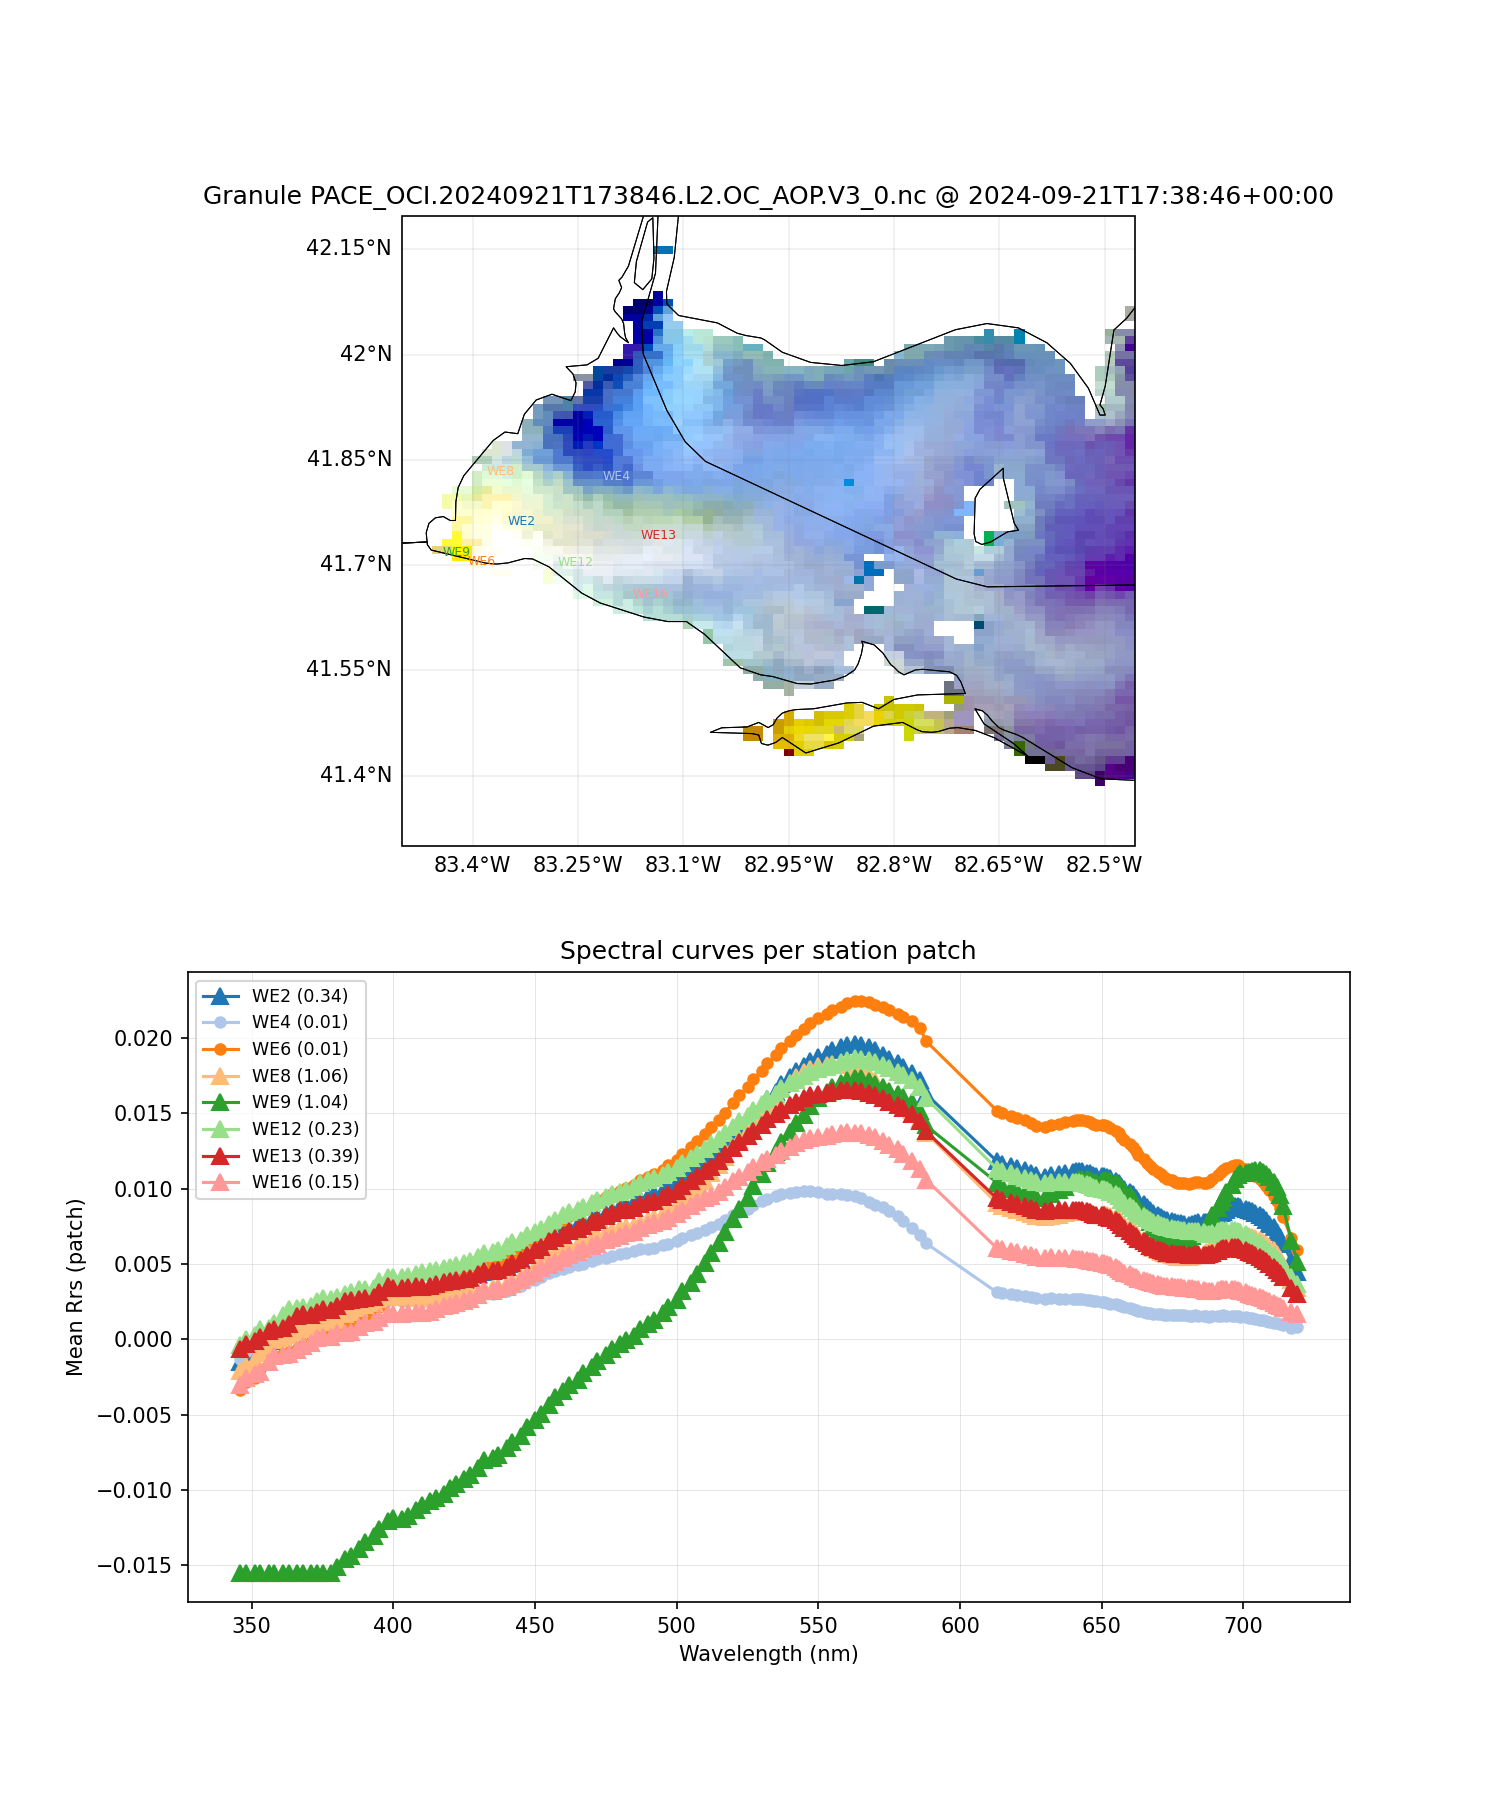 Granule PACE_OCI.20240921T173846.L2.OC_AOP.V3_0.nc @ 2024-09-21T17:38:46+00:00
42.15°N
42°N
41.85°N
41.7°N
41.55°N
41.4°N
WE8
WE4
WE2
WE13
WE9
WE6
WE12
WE16
83.4°W 83.25°W 83.1°W 82.95°W 82.8°W 82.65°W 82.5°W
Spectral curves per station patch
WE2 (0.34)
WE4 (0.01)
WE6 (0.01)
WE8 (1.06)
WE9 (1.04)
WE12 (0.23)
WE13 (0.39)
WE16 (0.15)
Mean Rrs (patch)
0.020
0.015
0.010
0.005
0.000
−0.005
−0.010
−0.015
350 400 450 500 550 600 650 700
Wavelength (nm)